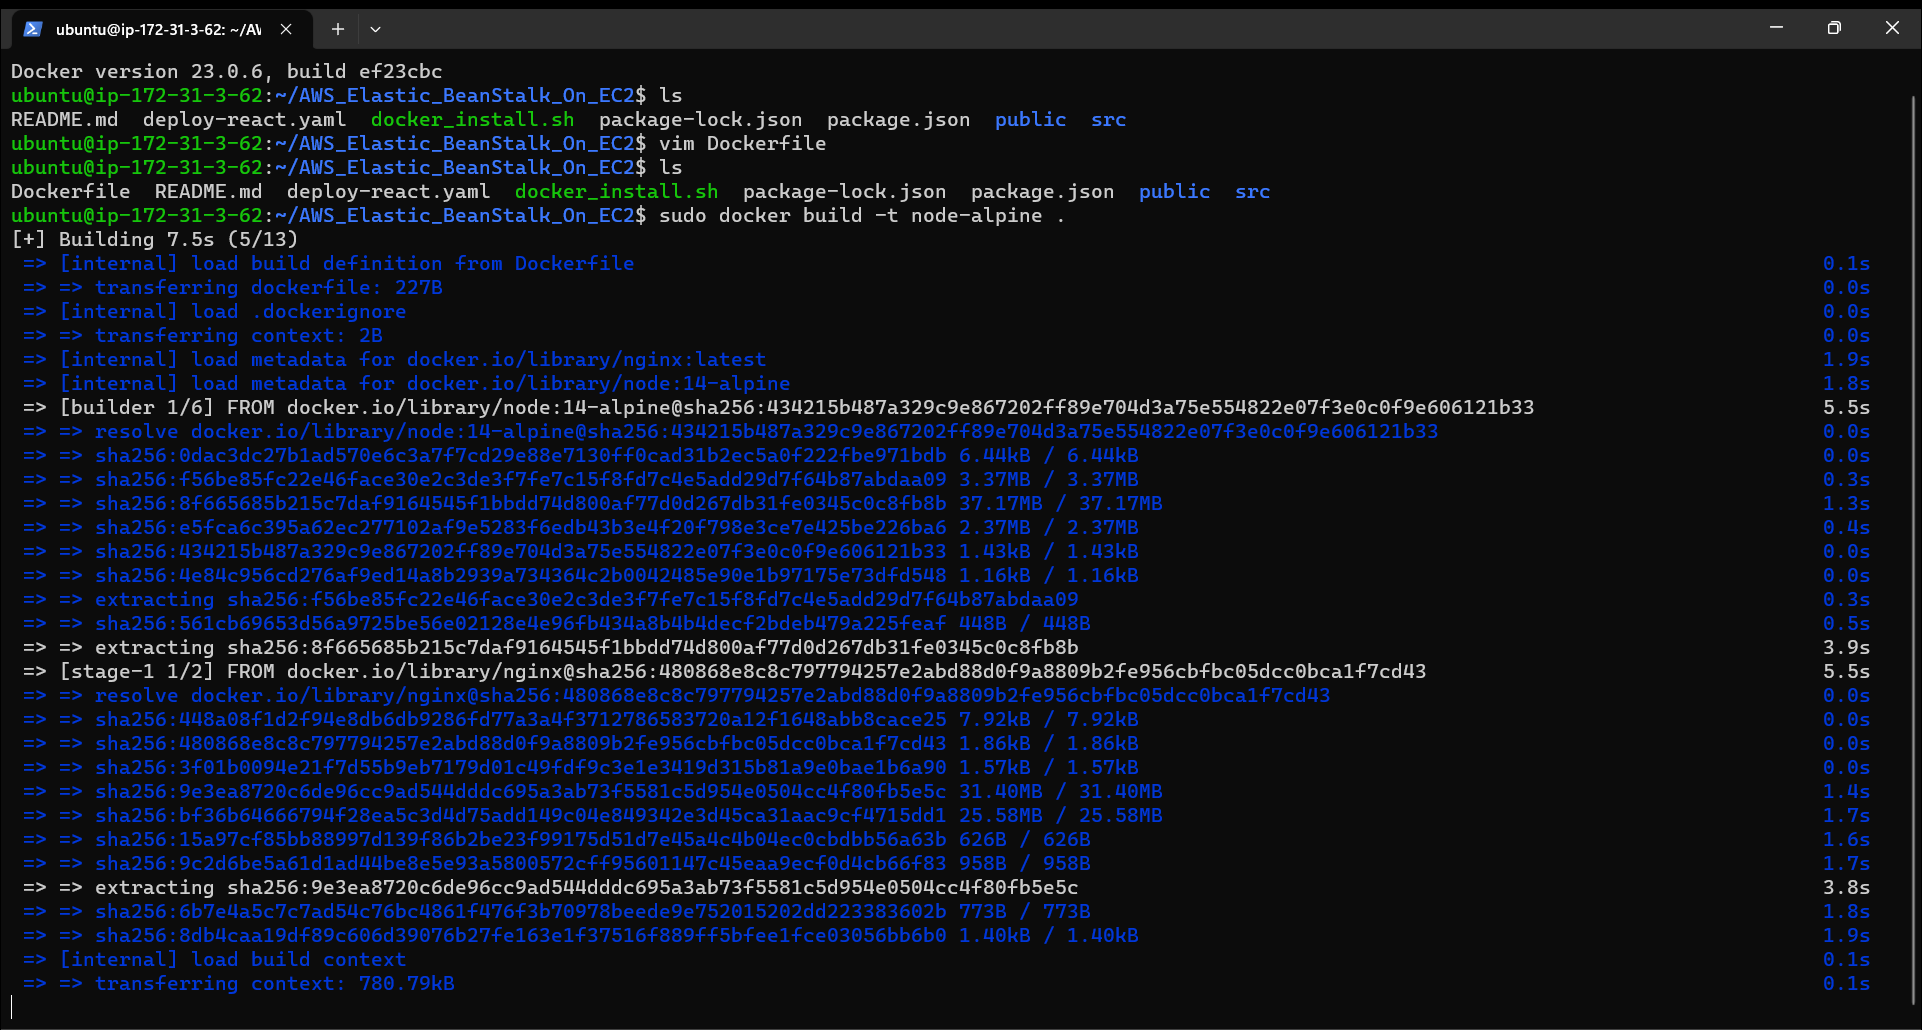 ubuntu@ip-172-31-3-62: ~/AW
Docker version 23.0.6, build ef23cbc
ubuntu@ip-172-31-3-62:~/AWS_Elastic_BeanStalk_On_EC2$ ls
README.md  deploy-react.yaml  docker_install.sh  package-lock.json  package.json  public  src
ubuntu@ip-172-31-3-62:~/AWS_Elastic_BeanStalk_On_EC2$ vim Dockerfile
ubuntu@ip-172-31-3-62:~/AWS_Elastic_BeanStalk_On_EC2$ ls
Dockerfile  README.md  deploy-react.yaml  docker_install.sh  package-lock.json  package.json  public  src
ubuntu@ip-172-31-3-62:~/AWS_Elastic_BeanStalk_On_EC2$ sudo docker build -t node-alpine .
[+] Building 7.5s (5/13)
=> [internal] load build definition from Dockerfile 0.1s
=> => transferring dockerfile: 227B 0.0s
=> [internal] load .dockerignore 0.0s
=> => transferring context: 2B 0.0s
=> [internal] load metadata for docker.io/library/nginx:latest 1.9s
=> [internal] load metadata for docker.io/library/node:14-alpine 1.8s
=> [builder 1/6] FROM docker.io/library/node:14-alpine@sha256:434215b487a329c9e867202ff89e704d3a75e554822e07f3e0c0f9e606121b33 5.5s
=> => resolve docker.io/library/node:14-alpine@sha256:434215b487a329c9e867202ff89e704d3a75e554822e07f3e0c0f9e606121b33 0.0s
=> => sha256:0dac3dc27b1ad570e6c3a7f7cd29e88e7130ff0cad31b2ec5a0f222fbe971bdb 6.44kB / 6.44kB 0.0s
=> => sha256:f56be85fc22e46face30e2c3de3f7fe7c15f8fd7c4e5add29d7f64b87abdaa09 3.37MB / 3.37MB 0.3s
=> => sha256:8f665685b215c7daf9164545f1bbdd74d800af77d0d267db31fe0345c0c8fb8b 37.17MB / 37.17MB 1.3s
=> => sha256:e5fca6c395a62ec277102af9e5283f6edb43b3e4f20f798e3ce7e425be226ba6 2.37MB / 2.37MB 0.4s
=> => sha256:434215b487a329c9e867202ff89e704d3a75e554822e07f3e0c0f9e606121b33 1.43kB / 1.43kB 0.0s
=> => sha256:4e84c956cd276af9ed14a8b2939a734364c2b0042485e90e1b97175e73dfd548 1.16kB / 1.16kB 0.0s
=> => extracting sha256:f56be85fc22e46face30e2c3de3f7fe7c15f8fd7c4e5add29d7f64b87abdaa09 0.3s
=> => sha256:561cb69653d56a9725be56e02128e4e96fb434a8b4b4decf2bdeb479a225feaf 448B / 448B 0.5s
=> => extracting sha256:8f665685b215c7daf9164545f1bbdd74d800af77d0d267db31fe0345c0c8fb8b 3.9s
=> [stage-1 1/2] FROM docker.io/library/nginx@sha256:480868e8c8c797794257e2abd88d0f9a8809b2fe956cbfbc05dcc0bca1f7cd43 5.5s
=> => resolve docker.io/library/nginx@sha256:480868e8c8c797794257e2abd88d0f9a8809b2fe956cbfbc05dcc0bca1f7cd43 0.0s
=> => sha256:448a08f1d2f94e8db6db9286fd77a3a4f3712786583720a12f1648abb8cace25 7.92kB / 7.92kB 0.0s
=> => sha256:480868e8c8c797794257e2abd88d0f9a8809b2fe956cbfbc05dcc0bca1f7cd43 1.86kB / 1.86kB 0.0s
=> => sha256:3f01b0094e21f7d55b9eb7179d01c49fdf9c3e1e3419d315b81a9e0bae1b6a90 1.57kB / 1.57kB 0.0s
=> => sha256:9e3ea8720c6de96cc9ad544dddc695a3ab73f5581c5d954e0504cc4f80fb5e5c 31.40MB / 31.40MB 1.4s
=> => sha256:bf36b64666794f28ea5c3d4d75add149c04e849342e3d45ca31aac9cf4715dd1 25.58MB / 25.58MB 1.7s
=> => sha256:15a97cf85bb88997d139f86b2be23f99175d51d7e45a4c4b04ec0cbdbb56a63b 626B / 626B 1.6s
=> => sha256:9c2d6be5a61d1ad44be8e5e93a5800572cff95601147c45eaa9ecf0d4cb66f83 958B / 958B 1.7s
=> => extracting sha256:9e3ea8720c6de96cc9ad544dddc695a3ab73f5581c5d954e0504cc4f80fb5e5c 3.8s
=> => sha256:6b7e4a5c7c7ad54c76bc4861f476f3b70978beede9e752015202dd223383602b 773B / 773B 1.8s
=> => sha256:8db4caa19df89c606d39076b27fe163e1f37516f889ff5bfee1fce03056bb6b0 1.40kB / 1.40kB 1.9s
=> [internal] load build context 0.1s
=> => transferring context: 780.79kB 0.1s